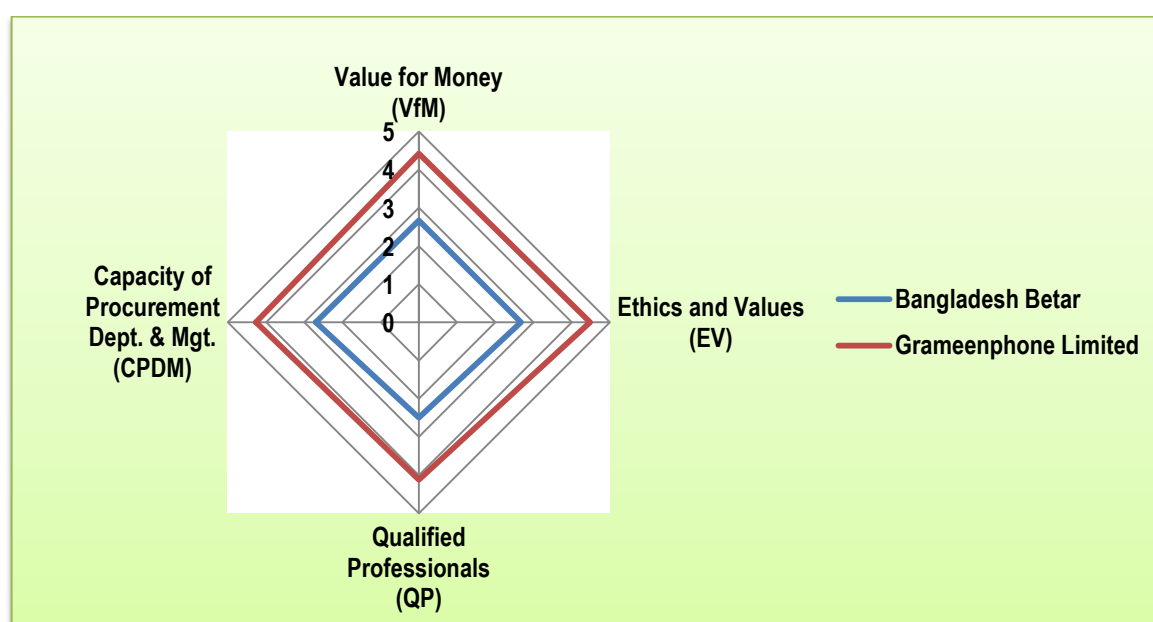 Value for Money
(VfM)
5
4
3
2
1
0
Capacity of
Procurement
Dept. & Mgt.
(CPDM)
Ethics and Values
(EV)
Bangladesh Betar
Grameenphone Limited
Qualified
Professionals
(QP)